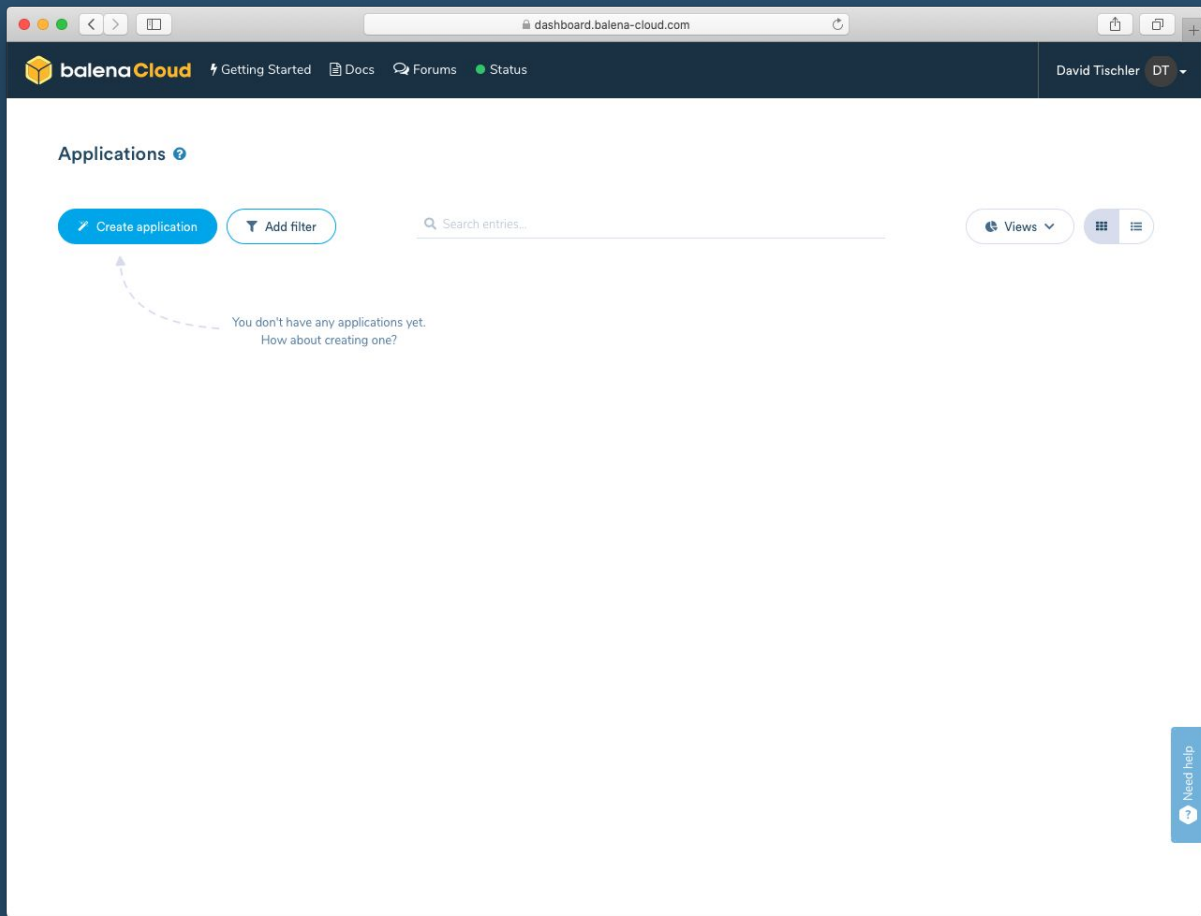 dashboard.balena-cloud.com
balenaCloud Getting Started Docs Forums Status David Tischler DT
Applications ?
Create application Add filter Search entries... Views
You don't have any applications yet.
How about creating one?
? Need help